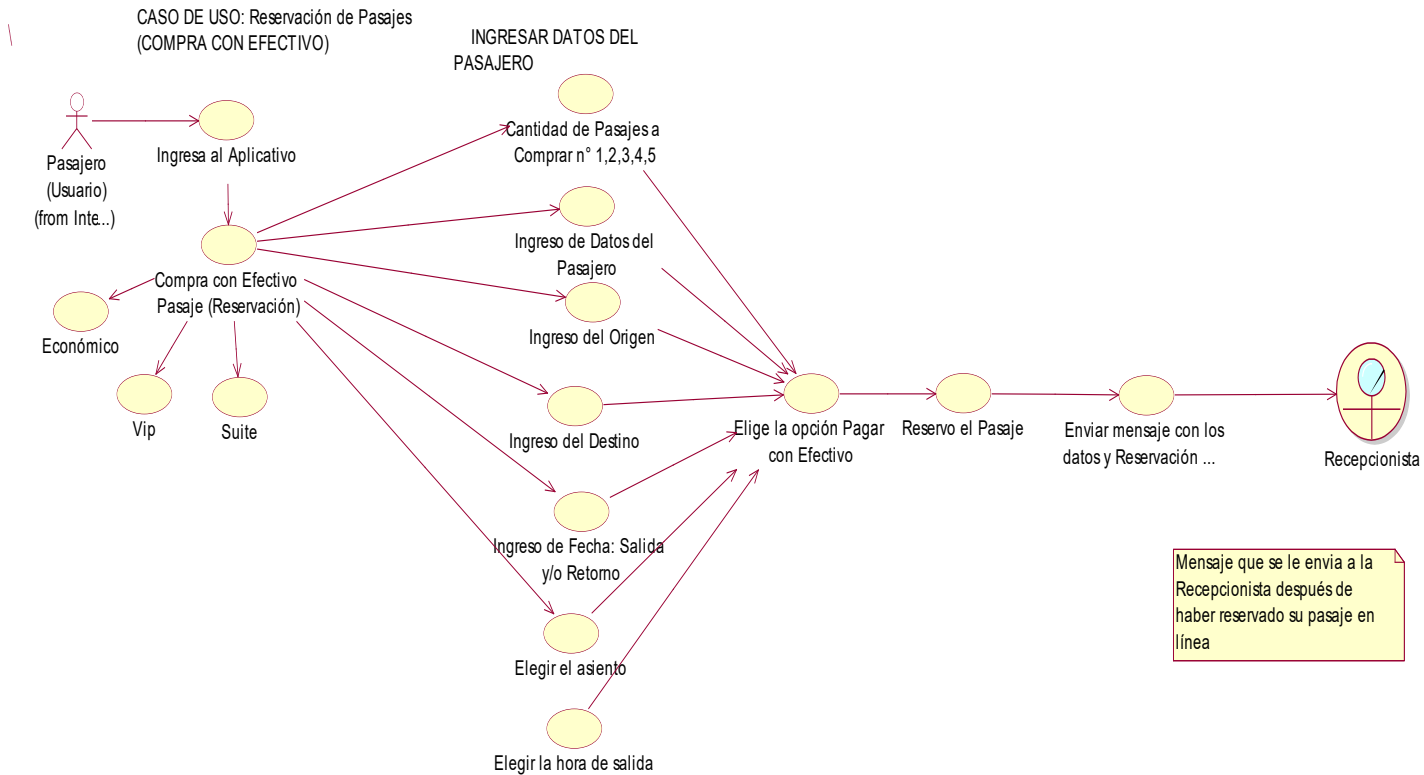 CASO DE USO: Reservación de Pasajes
(COMPRA CON EFECTIVO)
INGRESAR DATOS DEL
PASAJERO
Pasajero
(Usuario)
(from Inte...)
Ingresa al Aplicativo
Cantidad de Pasajes a
Comprar n° 1,2,3,4,5
Ingreso de Datos del
Pasajero
Compra con Efectivo
Pasaje (Reservación)
Económico
Vip
Suite
Ingreso del Origen
Ingreso del Destino
Ingreso de Fecha: Salida
y/o Retorno
Elegir el asiento
Elegir la hora de salida
Elige la opción Pagar
con Efectivo
Reservo el Pasaje
Enviar mensaje con los
datos y Reservación ...
Recepcionista
Mensaje que se le envia a la
Recepcionista después de
haber reservado su pasaje en
línea